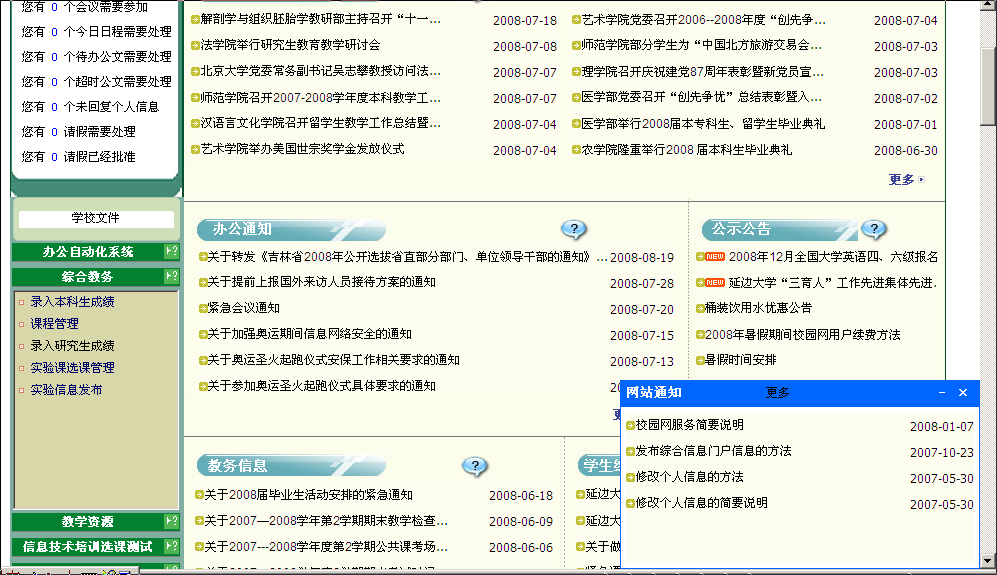 您有 0 个会议需要参加
您有 0 个今日日程需要处理
您有 0 个待办公文需要处理
您有 0 个超时公文需要处理
您有 0 个未回复个人信息
您有 0 请假需要处理
您有 0 请假已经批准
学校文件
办公自动化系统
综合教务
录入本科生成绩
课程管理
录入研究生成绩
实验课选课管理
实验信息发布
教学资源
信息技术培训选课测试
解剖学与组织胚胎学教研部主持召开“十一… 2008-07-18
法学院举行研究生教育教学研讨会 2008-07-08
北京大学党委常务副书记吴志攀教授访问法… 2008-07-07
师范学院召开2007-2008学年度本科教学工… 2008-07-07
汉语言文化学院召开留学生教学工作总结暨… 2008-07-04
艺术学院举办美国世宗奖学金发放仪式 2008-07-04
艺术学院党委召开2006--2008年度“创先争… 2008-07-04
师范学院部分学生为“中国北方旅游交易会… 2008-07-03
理学院召开庆祝建党87周年表彰暨新党员宣… 2008-07-03
医学部党委召开“创先争优”总结表彰暨入… 2008-07-02
医学部举行2008届本专科生、留学生毕业典礼 2008-07-01
农学院隆重举行2008 届本科生毕业典礼 2008-06-30
更多
办公通知
关于转发《吉林省2008年公开选拔省直部分部门、单位领导干部的通知》… 2008-08-19
关于提前上报国外来访人员接待方案的通知 2008-07-28
紧急会议通知 2008-07-20
关于加强奥运期间信息网络安全的通知 2008-07-15
关于奥运圣火起跑仪式安保工作相关要求的通知 2008-07-13
关于参加奥运圣火起跑仪式具体要求的通知 20
公示公告
NEW 2008年12月全国大学英语四、六级报名
NEW 延边大学“三育人”工作先进集体先进.
桶装饮用水优惠公告
2008年暑假期间校园网用户续费方法
暑假时间安排
教务信息
关于2008届毕业生活动安排的紧急通知 2008-06-18
关于2007—2008学年第2学期期末教学检查… 2008-06-09
关于2007---2008学年度第2学期公共课考场… 2008-06-06
学生
延边大
延边大
关于做
网站通知 更多
校园网服务简要说明 2008-01-07
发布综合信息门户信息的方法 2007-10-23
修改个人信息的方法 2007-05-30
修改个人信息的简要说明 2007-05-30